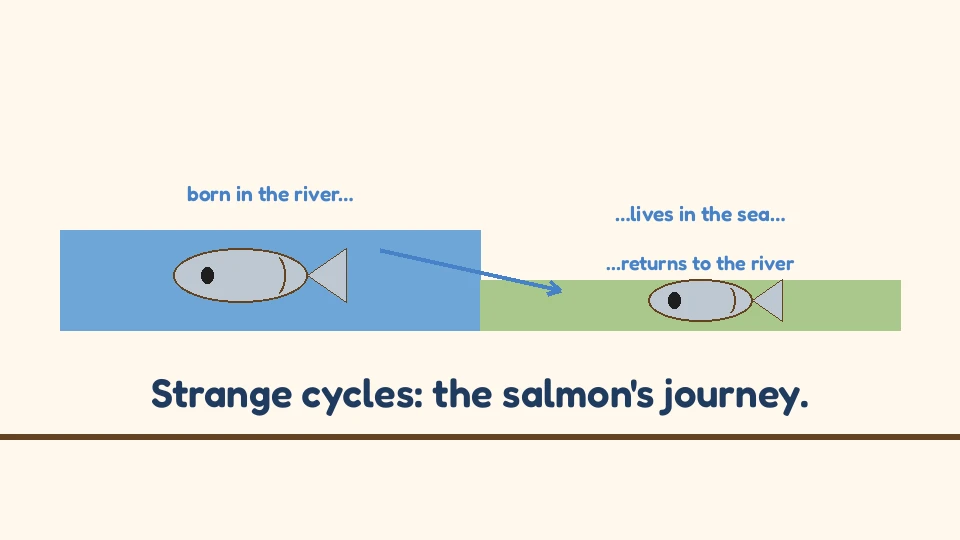 born in the river...
...lives in the sea...
...returns to the river
Strange cycles: the salmon's journey.